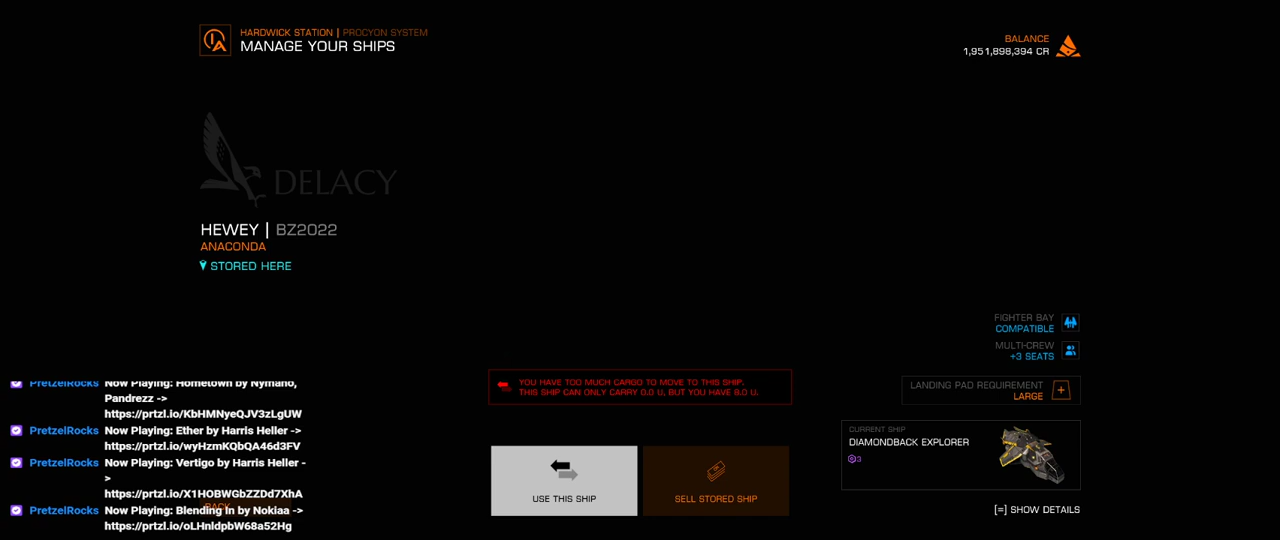 HARDWICK STATION | PROCYON SYSTEM
MANAGE YOUR SHIPS
BALANCE
1,951,898,394 CR
DELACY
HEWEY | BZ2022
ANACONDA
STORED HERE
FIGHTER BAY
COMPATIBLE
MULTI-CREW
+3 SEATS
LANDING PAD REQUIREMENT
LARGE
YOU HAVE TOO MUCH CARGO TO MOVE TO THIS SHIP.
THIS SHIP CAN ONLY CARRY 0.0 U, BUT YOU HAVE 8.0 U.
CURRENT SHIP
DIAMONDBACK EXPLORER
3
USE THIS SHIP
SELL STORED SHIP
[=] SHOW DETAILS
BACK
PretzelRocks Now Playing: Hometown by Nymano,
Pandrezz ->
https://prtzl.io/KbHMNyeQJV3zLgUW
PretzelRocks Now Playing: Ether by Harris Heller ->
https://prtzl.io/wyHzmKQbQA46d3FV
PretzelRocks Now Playing: Vertigo by Harris Heller -
>
https://prtzl.io/X1HOBWGbZZDd7XhA
PretzelRocks Now Playing: Blending In by Nokiaa ->
https://prtzl.io/oLHnldpbW68a52Hg